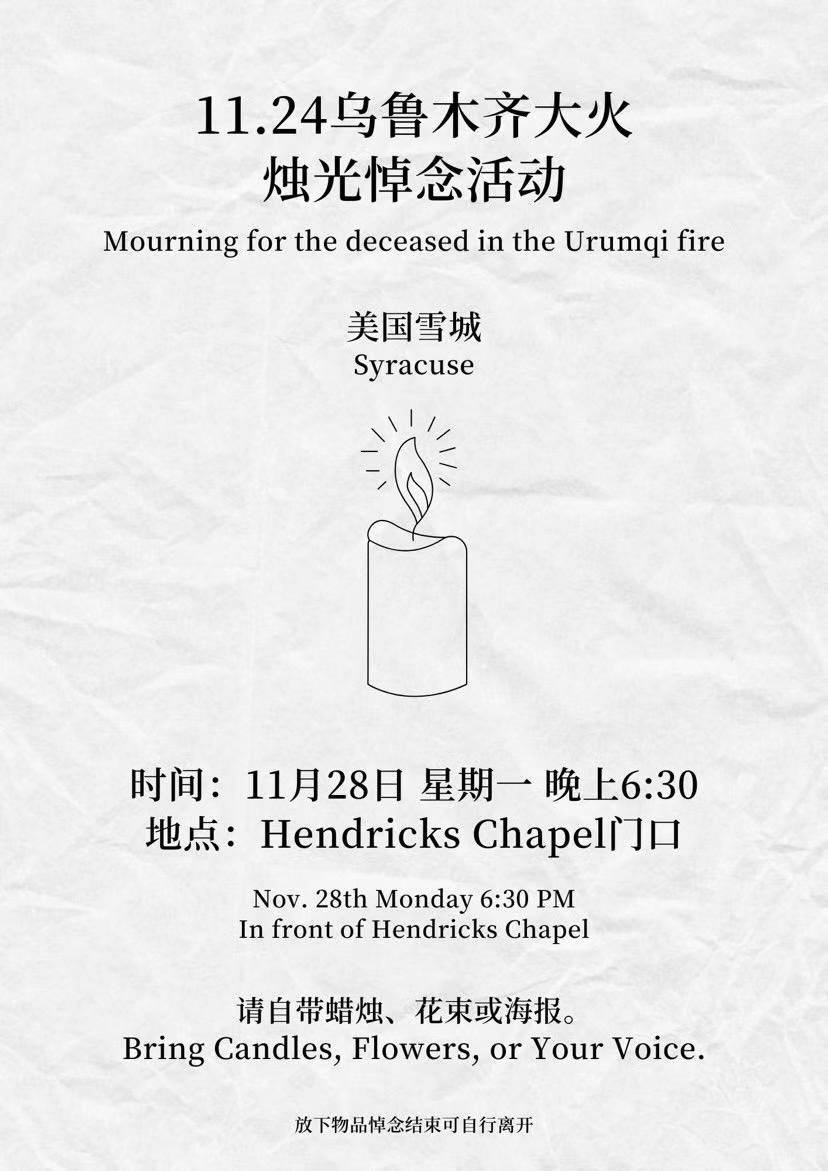 11.24乌鲁木齐大火
烛光悼念活动
Mourning for the deceased in the Urumqi fire
美国雪城
Syracuse
时间：11月28日 星期一 晚上6:30
地点：Hendricks Chapel门口
Nov. 28th Monday 6:30 PM
In front of Hendricks Chapel
请自带蜡烛、花束或海报。
Bring Candles, Flowers, or Your Voice.
放下物品悼念结束可自行离开